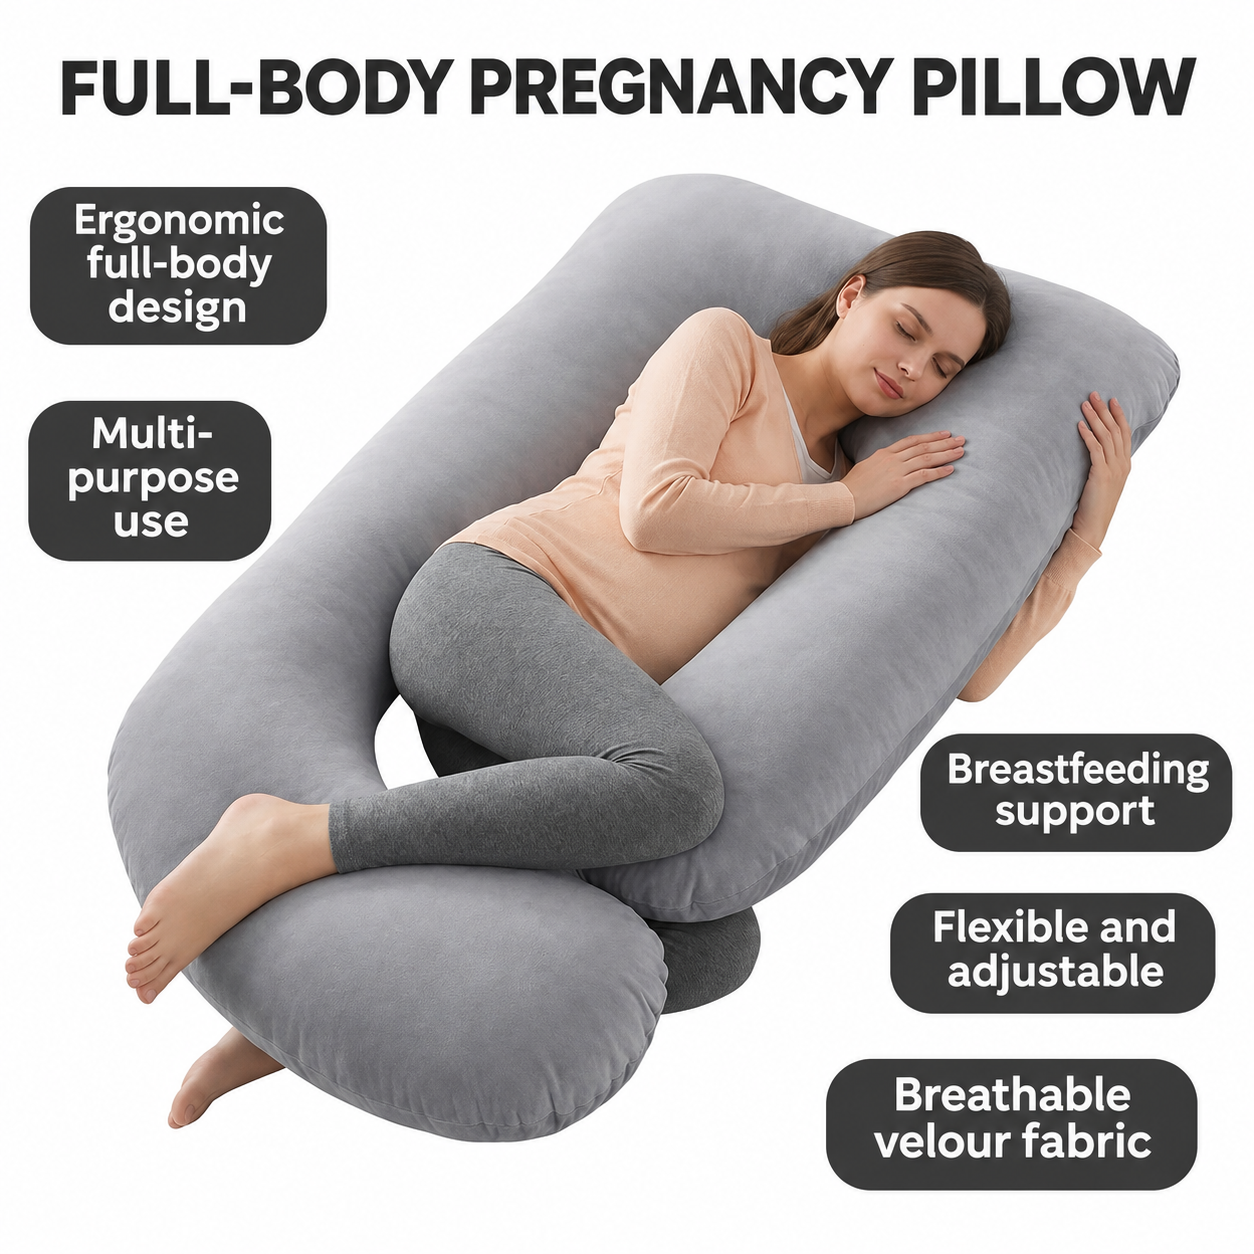 FULL-BODY PREGNANCY PILLOW
Ergonomic
full-body
design
Multi-
purpose
use
Breastfeeding
support
Flexible and
adjustable
Breathable
velour fabric